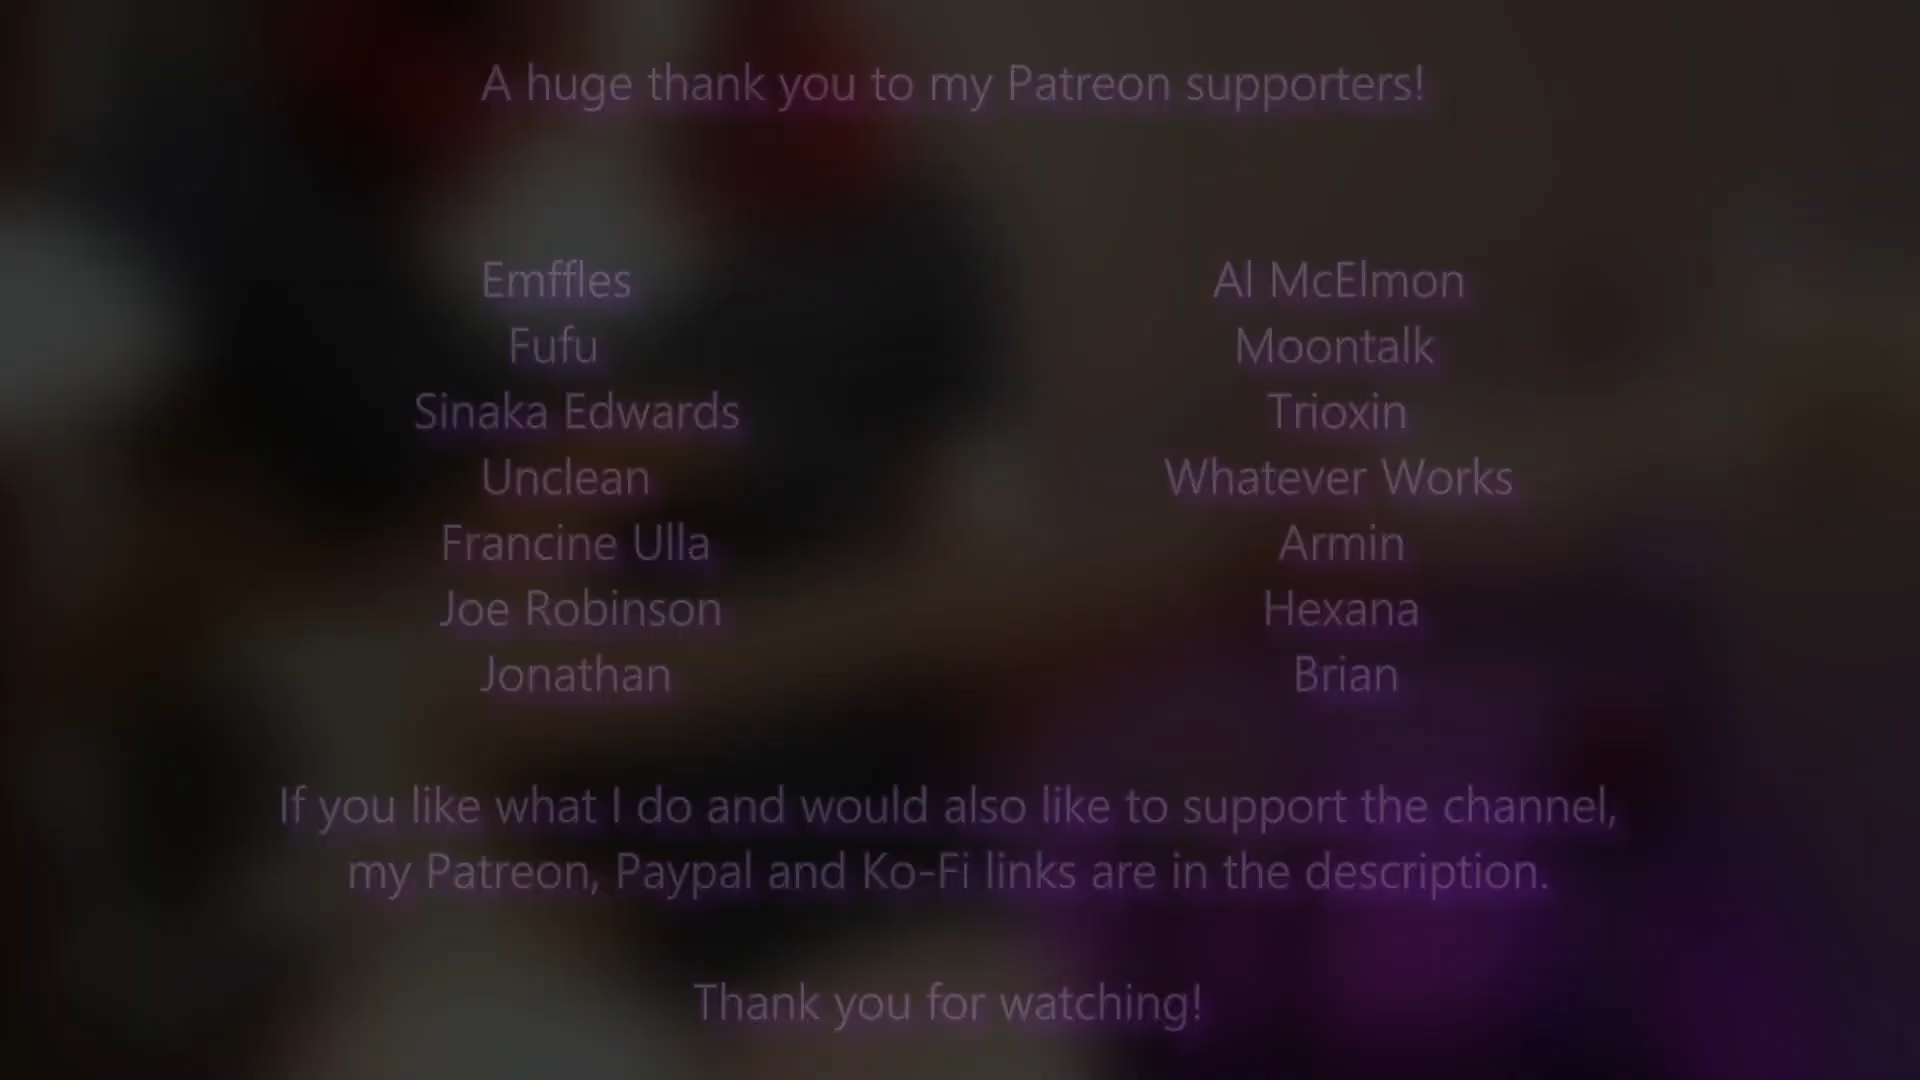 A huge thank you to my Patreon supporters!
Emffles
Fufu
Sinaka Edwards
Unclean
Francine Ulla
Joe Robinson
Jonathan
Al McElmon
Moontalk
Trioxin
Whatever Works
Armin
Hexana
Brian
If you like what I do and would also like to support the channel,
my Patreon, Paypal and Ko-Fi links are in the description.
Thank you for watching!